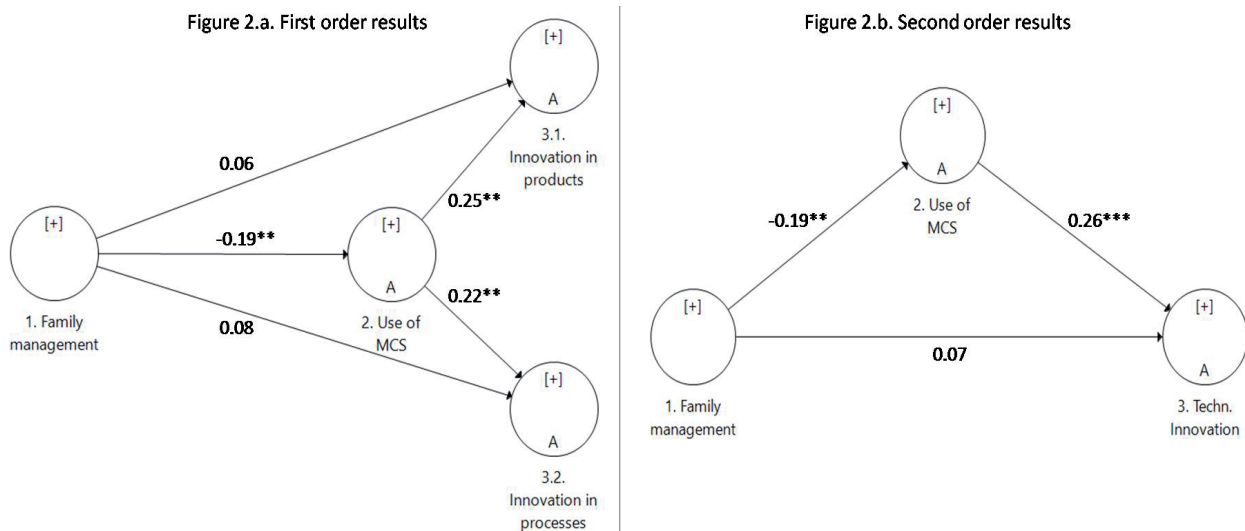 Figure 2.a. First order results
[+]
A
3.1.
Innovation in
products
0.06
0.25**
[+]
1. Family
management
-0.19**
[+]
A
2. Use of
MCS
0.22**
0.08
[+]
A
3.2.
Innovation in
processes
Figure 2.b. Second order results
[+]
A
2. Use of
MCS
-0.19**
0.26***
[+]
1. Family
management
0.07
[+]
A
3. Techn.
Innovation